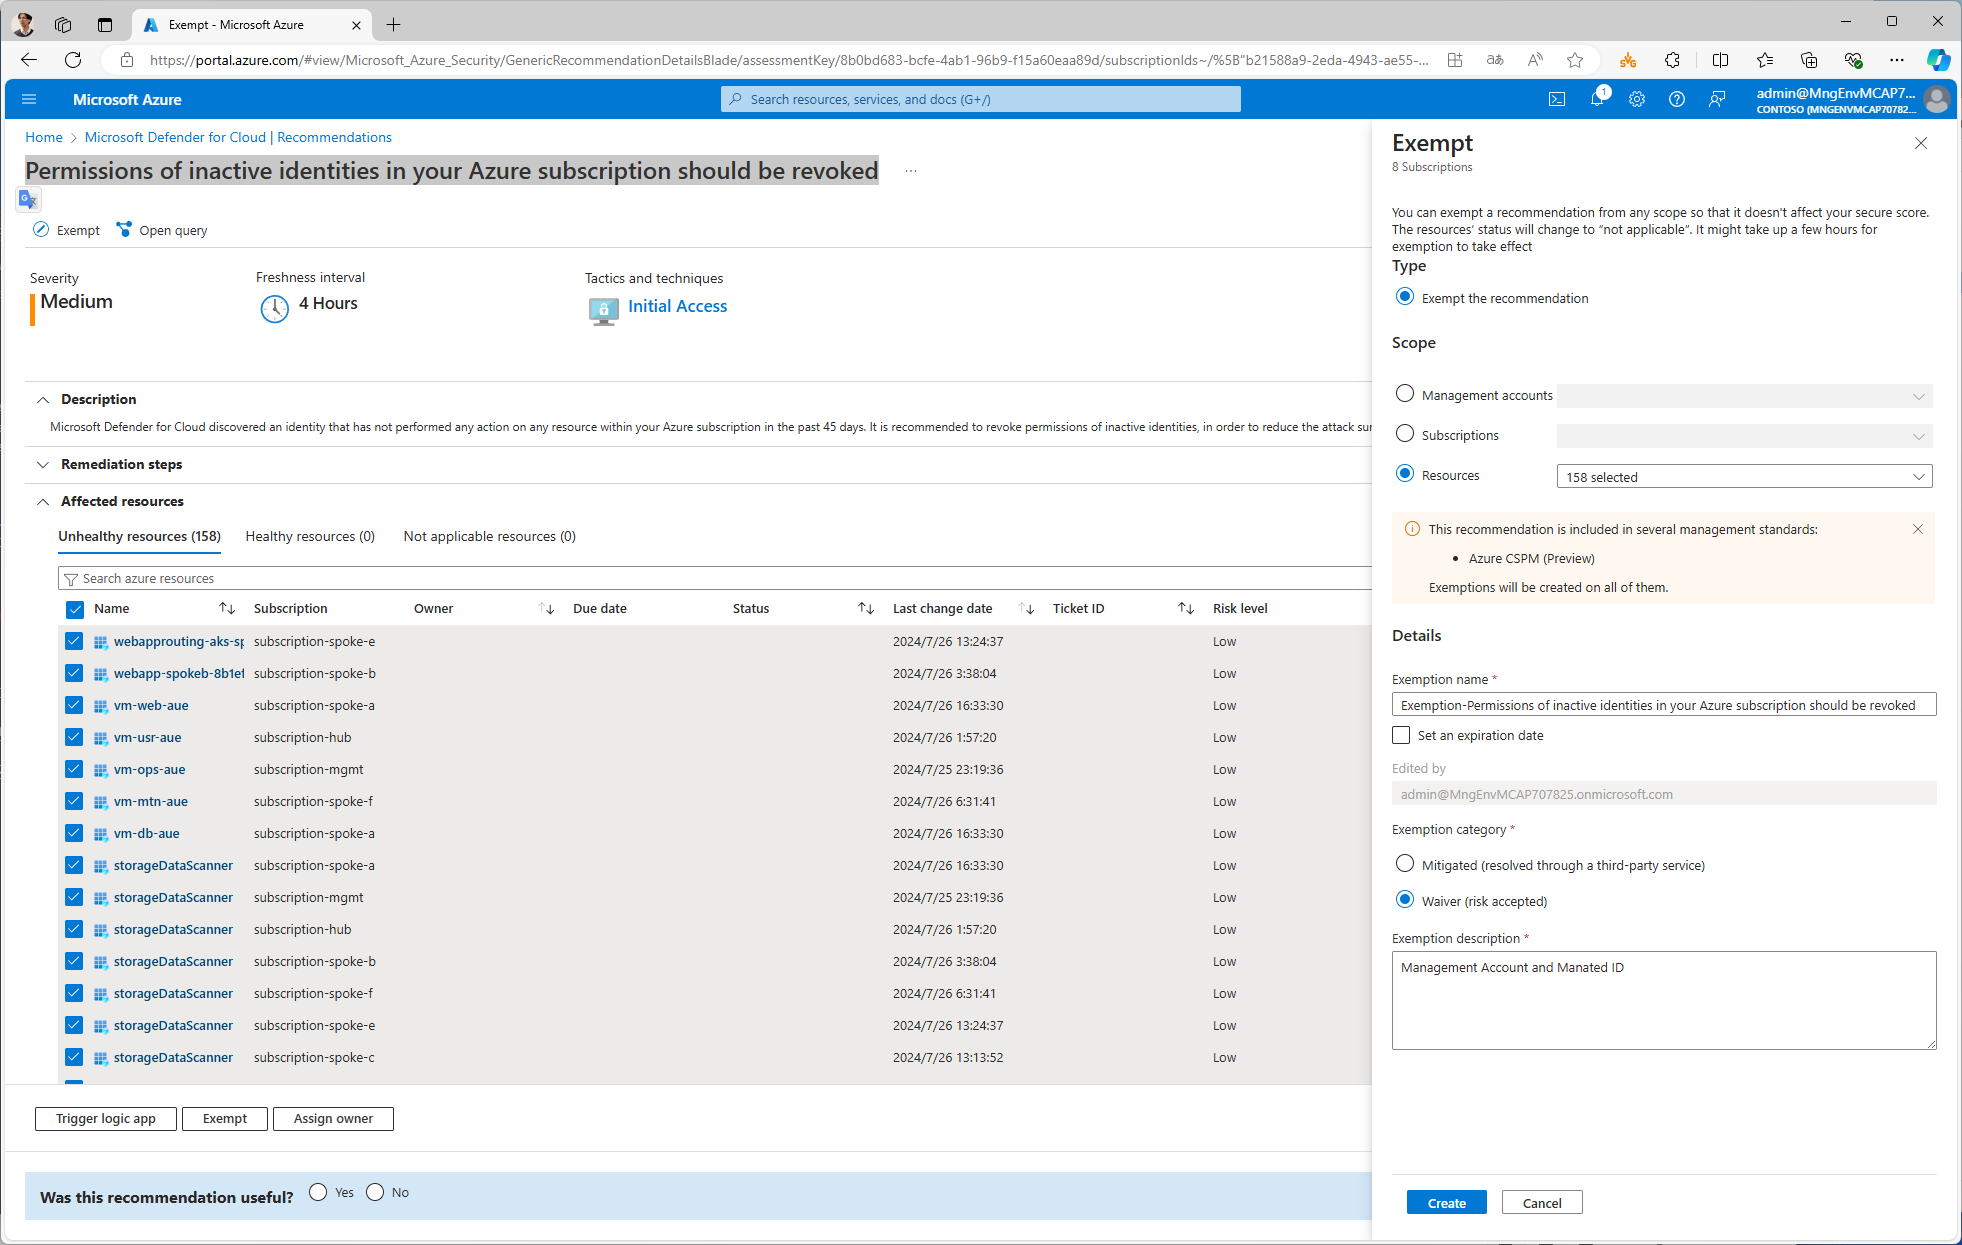 Exempt - Microsoft Azure
https://portal.azure.com/#view/Microsoft_Azure_Security/GenericRecommendationDetailsBlade/assessmentKey/8b0bd683-bcfe-4ab1-96b9-f15a60eaa89d/subscriptionIds~/%5B"b21588a9-2eda-4943-ae55-...
Microsoft Azure
Search resources, services, and docs (G+/)
1
admin@MngEnvMCAP7...
CONTOSO (MNGENVMCAP70782...
Home > Microsoft Defender for Cloud | Recommendations
Permissions of inactive identities in your Azure subscription should be revoked ...
Exempt Open query
Severity
Medium
Freshness interval
4 Hours
Tactics and techniques
Initial Access
Description
Microsoft Defender for Cloud discovered an identity that has not performed any action on any resource within your Azure subscription in the past 45 days. It is recommended to revoke permissions of inactive identities, in order to reduce the attack sur
Remediation steps
Affected resources
Unhealthy resources (158) Healthy resources (0) Not applicable resources (0)
Search azure resources
Name Subscription Owner Due date Status Last change date Ticket ID Risk level
webapprouting-aks-sp subscription-spoke-e 2024/7/26 13:24:37 Low
webapp-spokeb-8b1ef subscription-spoke-b 2024/7/26 3:38:04 Low
vm-web-aue subscription-spoke-a 2024/7/26 16:33:30 Low
vm-usr-aue subscription-hub 2024/7/26 1:57:20 Low
vm-ops-aue subscription-mgmt 2024/7/25 23:19:36 Low
vm-mtn-aue subscription-spoke-f 2024/7/26 6:31:41 Low
vm-db-aue subscription-spoke-a 2024/7/26 16:33:30 Low
storageDataScanner subscription-spoke-a 2024/7/26 16:33:30 Low
storageDataScanner subscription-mgmt 2024/7/25 23:19:36 Low
storageDataScanner subscription-hub 2024/7/26 1:57:20 Low
storageDataScanner subscription-spoke-b 2024/7/26 3:38:04 Low
storageDataScanner subscription-spoke-f 2024/7/26 6:31:41 Low
storageDataScanner subscription-spoke-e 2024/7/26 13:24:37 Low
storageDataScanner subscription-spoke-c 2024/7/26 13:13:52 Low
Trigger logic app Exempt Assign owner
Was this recommendation useful? Yes No
Exempt
8 Subscriptions
You can exempt a recommendation from any scope so that it doesn't affect your secure score.
The resources' status will change to “not applicable”. It might take up a few hours for
exemption to take effect
Type
Exempt the recommendation
Scope
Management accounts
Subscriptions
Resources 158 selected
This recommendation is included in several management standards:
• Azure CSPM (Preview)
Exemptions will be created on all of them.
Details
Exemption name *
Exemption-Permissions of inactive identities in your Azure subscription should be revoked
Set an expiration date
Edited by
admin@MngEnvMCAP707825.onmicrosoft.com
Exemption category *
Mitigated (resolved through a third-party service)
Waiver (risk accepted)
Exemption description *
Management Account and Manated ID
Create Cancel